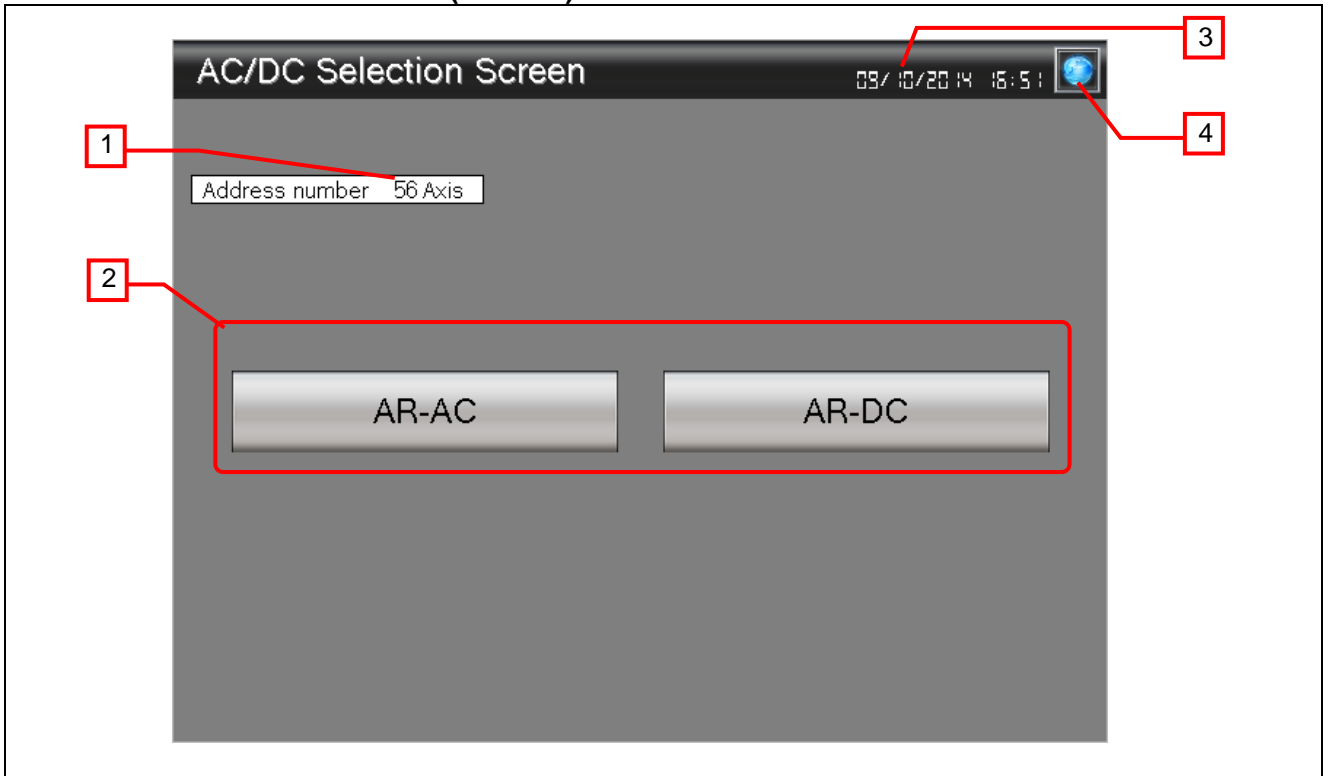 3
AC/DC Selection Screen 09/10/2014 16:51
4
1
Address number 56 Axis
2
AR-AC AR-DC